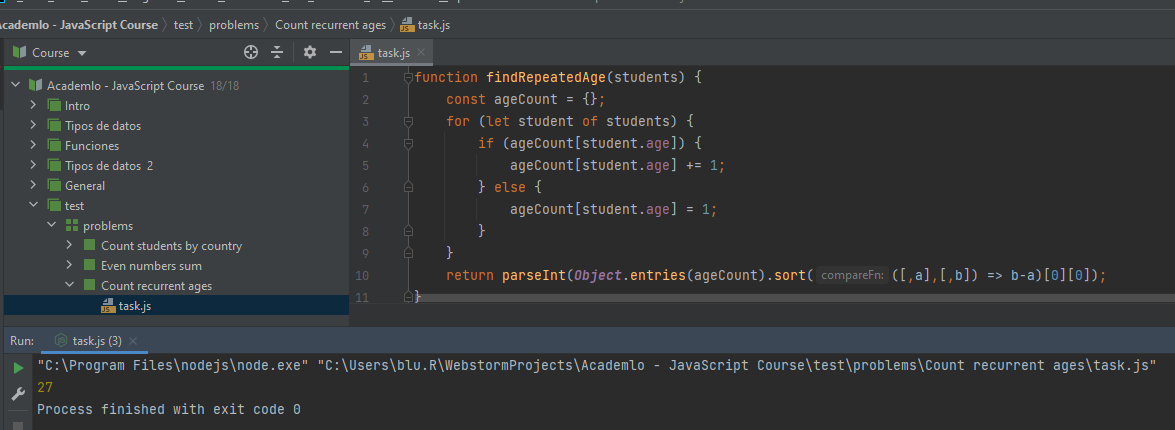 Academlo - JavaScript Course test problems Count recurrent ages task.js
Course
task.js
Academlo - JavaScript Course 18/18
Intro
Tipos de datos
Funciones
Tipos de datos 2
General
test
problems
Count students by country
Even numbers sum
Count recurrent ages
task.js
1 function findRepeatedAge(students) {
2 const ageCount = {};
3 for (let student of students) {
4 if (ageCount[student.age]) {
5 ageCount[student.age] += 1;
6 } else {
7 ageCount[student.age] = 1;
8 }
9 }
10 return parseInt(Object.entries(ageCount).sort( compareFn: ([,a],[,b]) => b-a)[0][0]);
11 }
Run: task.js (3)
"C:\Program Files\nodejs\node.exe" "C:\Users\blu.R\WebstormProjects\Academlo - JavaScript Course\test\problems\Count recurrent ages\task.js"
27
Process finished with exit code 0